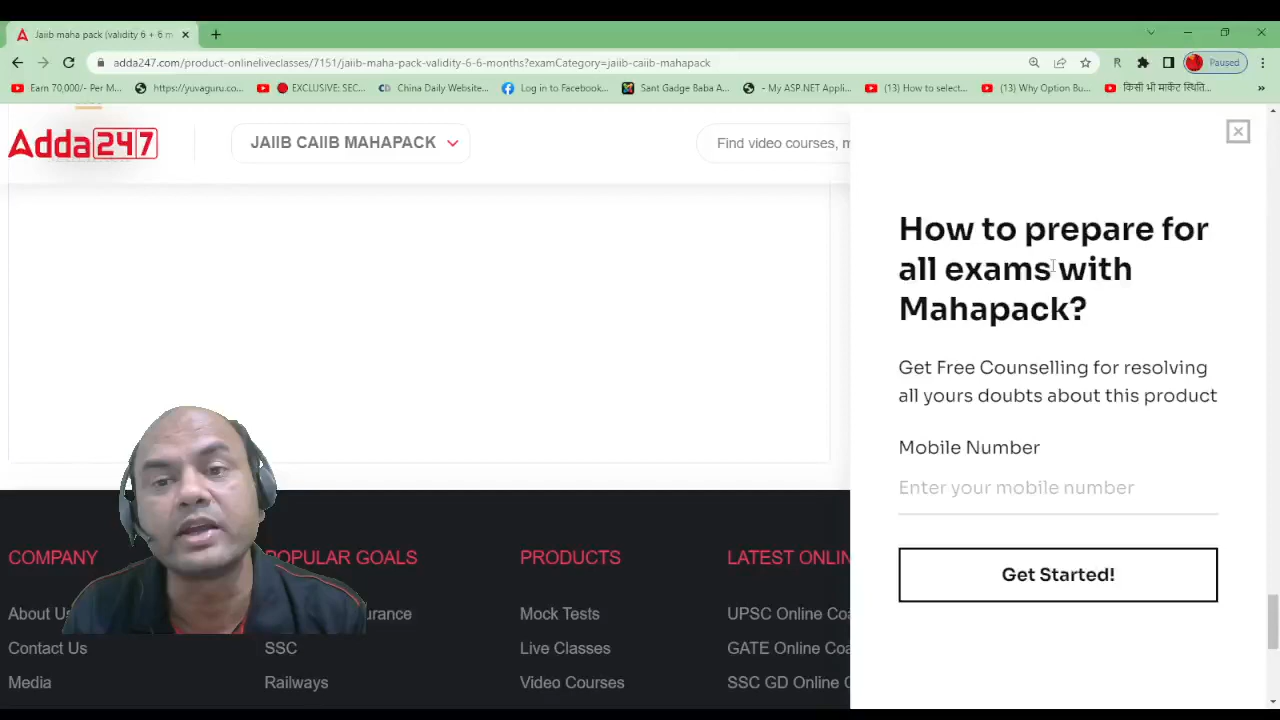 Jaiib maha pack (validity 6 + 6 m
adda247.com/product-onlineliveclasses/7151/jaiib-maha-pack-validity-6-6-months?examCategory=jaiib-caiib-mahapack
R
Paused
Earn 70,000/- Per M...
https://yuvaguru.co...
EXCLUSIVE: SEC...
CD China Daily Website...
Log in to Facebook...
Sant Gadge Baba A...
- My ASP.NET Appli...
(13) How to select...
(13) Why Option Bu...
किसी भी मार्केट स्थिति...
»
Adda247
JAIIB CAIIB MAHAPACK
Find video courses, m
How to prepare for
all exams with
Mahapack?
Get Free Counselling for resolving
all yours doubts about this product
Mobile Number
Enter your mobile number
Get Started!
COMPANY
About Us
Contact Us
Media
POPULAR GOALS
urance
SSC
Railways
PRODUCTS
Mock Tests
Live Classes
Video Courses
LATEST ONLIN
UPSC Online Coa
GATE Online Coa
SSC GD Online C